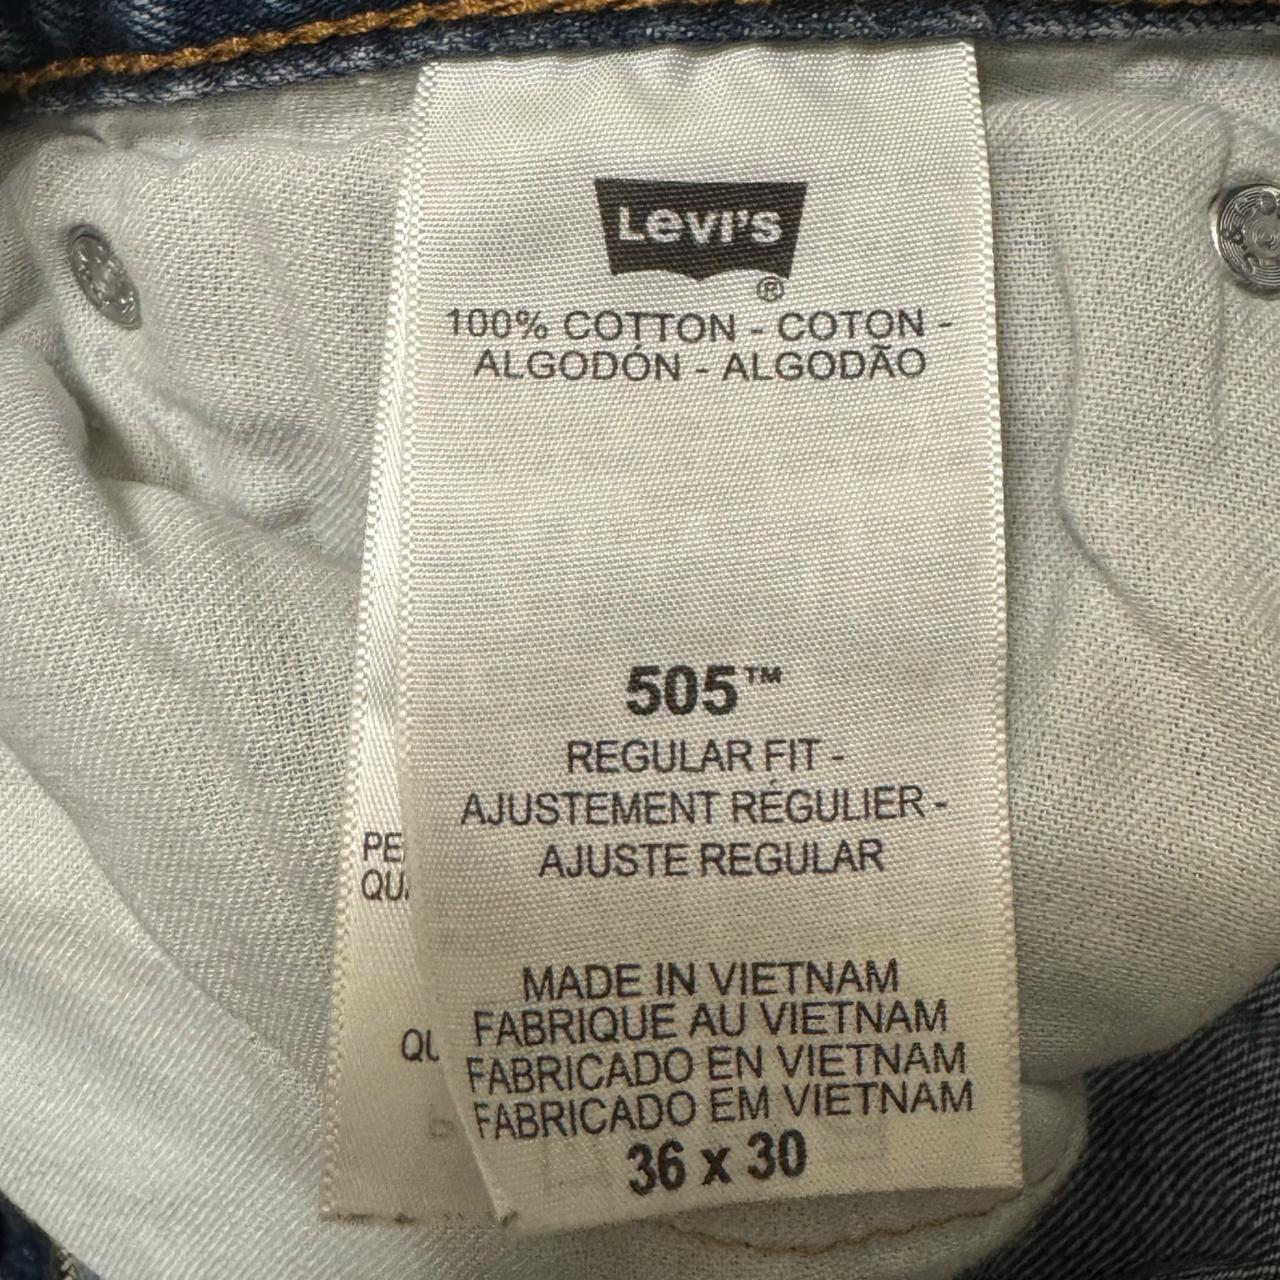 Levi's
®
100% COTTON - COTON -
ALGODÓN - ALGODÃO
505™
REGULAR FIT -
AJUSTEMENT RÉGULIER -
AJUSTE REGULAR
MADE IN VIETNAM
FABRIQUE AU VIETNAM
FABRICADO EN VIETNAM
FABRICADO EM VIETNAM
36 x 30